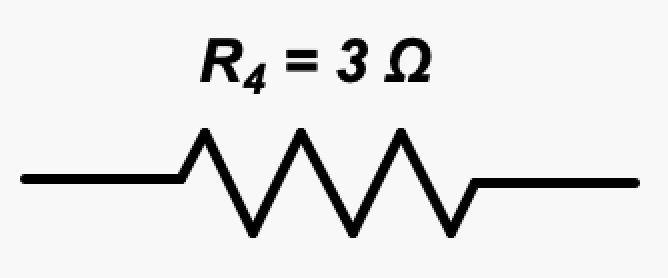 R₄ = 3 Ω